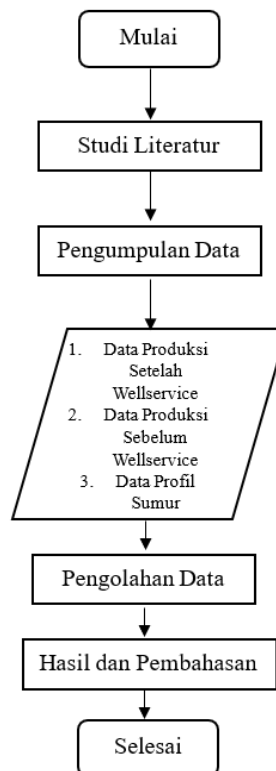 Mulai
Studi Literatur
Pengumpulan Data
1. Data Produksi
Setelah
Wellservice
2. Data Produksi
Sebelum
Wellservice
3. Data Profil
Sumur
Pengolahan Data
Hasil dan Pembahasan
Selesai